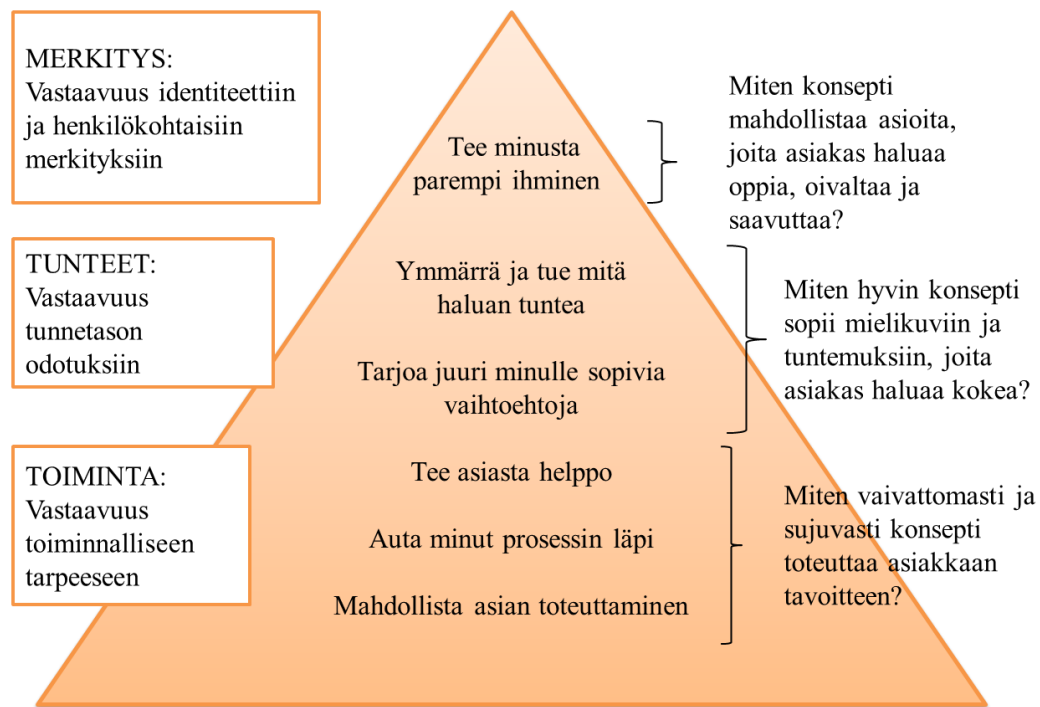 MERKITYS:
Vastaavuus identiteettiin
ja henkilökohtaisiin
merkityksiin
Tee minusta
parempi ihminen
Miten konsepti
mahdollistaa asioita,
joita asiakas haluaa
oppia, oivaltaa ja
saavuttaa?
TUNTEET:
Vastaavuus
tunnetason
odotuksiin
Ymmärrä ja tue mitä
haluan tuntea
Tarjoa juuri minulle sopivia
vaihtoehtoja
Miten hyvin konsepti
sopii mielikuviin ja
tuntemuksiin, joita
asiakas haluaa kokea?
TOIMINTA:
Vastaavuus
toiminnalliseen
tarpeeseen
Tee asiasta helppo
Auta minut prosessin läpi
Mahdollista asian toteuttaminen
Miten vaivattomasti ja
sujuvasti konsepti
toteuttaa asiakkaan
tavoitteen?